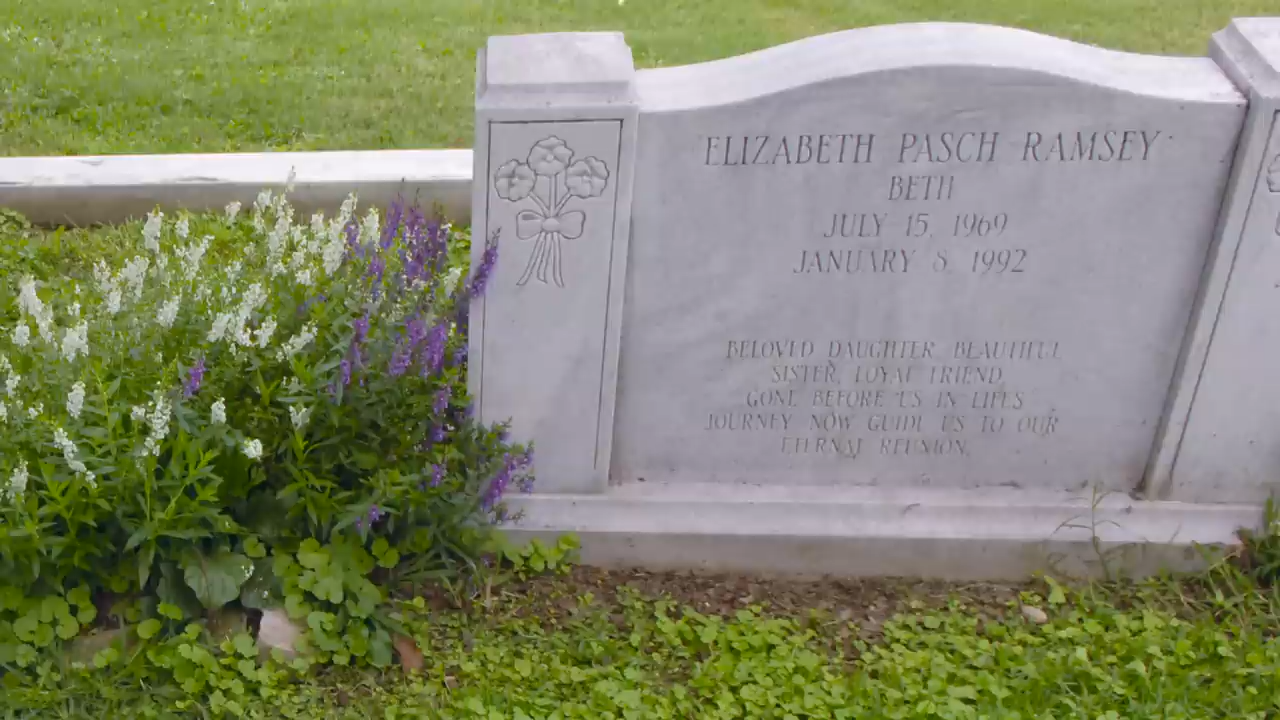 ELIZABETH PASCH RAMSEY
BETH
JULY 15, 1969
JANUARY 8, 1992
BELOVED DAUGHTER, BEAUTIFUL
SISTER, LOYAL FRIEND,
GONE BEFORE US IN LIFE'S
JOURNEY NOW GUIDE US TO OUR
ETERNAL REUNION.